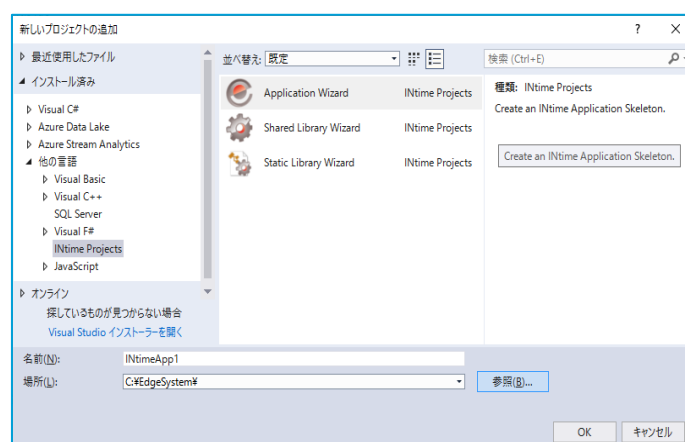 新しいプロジェクトの追加
? ×
▷ 最近使用したファイル
◢ インストール済み
▷ Visual C#
▷ Azure Data Lake
▷ Azure Stream Analytics
◢ 他の言語
▷ Visual Basic
▷ Visual C++
SQL Server
▷ Visual F#
INtime Projects
▷ JavaScript
▷ オンライン
探しているものが見つからない場合
Visual Studio インストーラーを開く
並べ替え: 既定
Application Wizard INtime Projects
Shared Library Wizard INtime Projects
Static Library Wizard INtime Projects
検索 (Ctrl+E)
種類: INtime Projects
Create an INtime Application Skeleton.
Create an INtime Application Skeleton.
名前(N): INtimeApp1
場所(L): C:¥EdgeSystem¥
参照(B)...
OK キャンセル